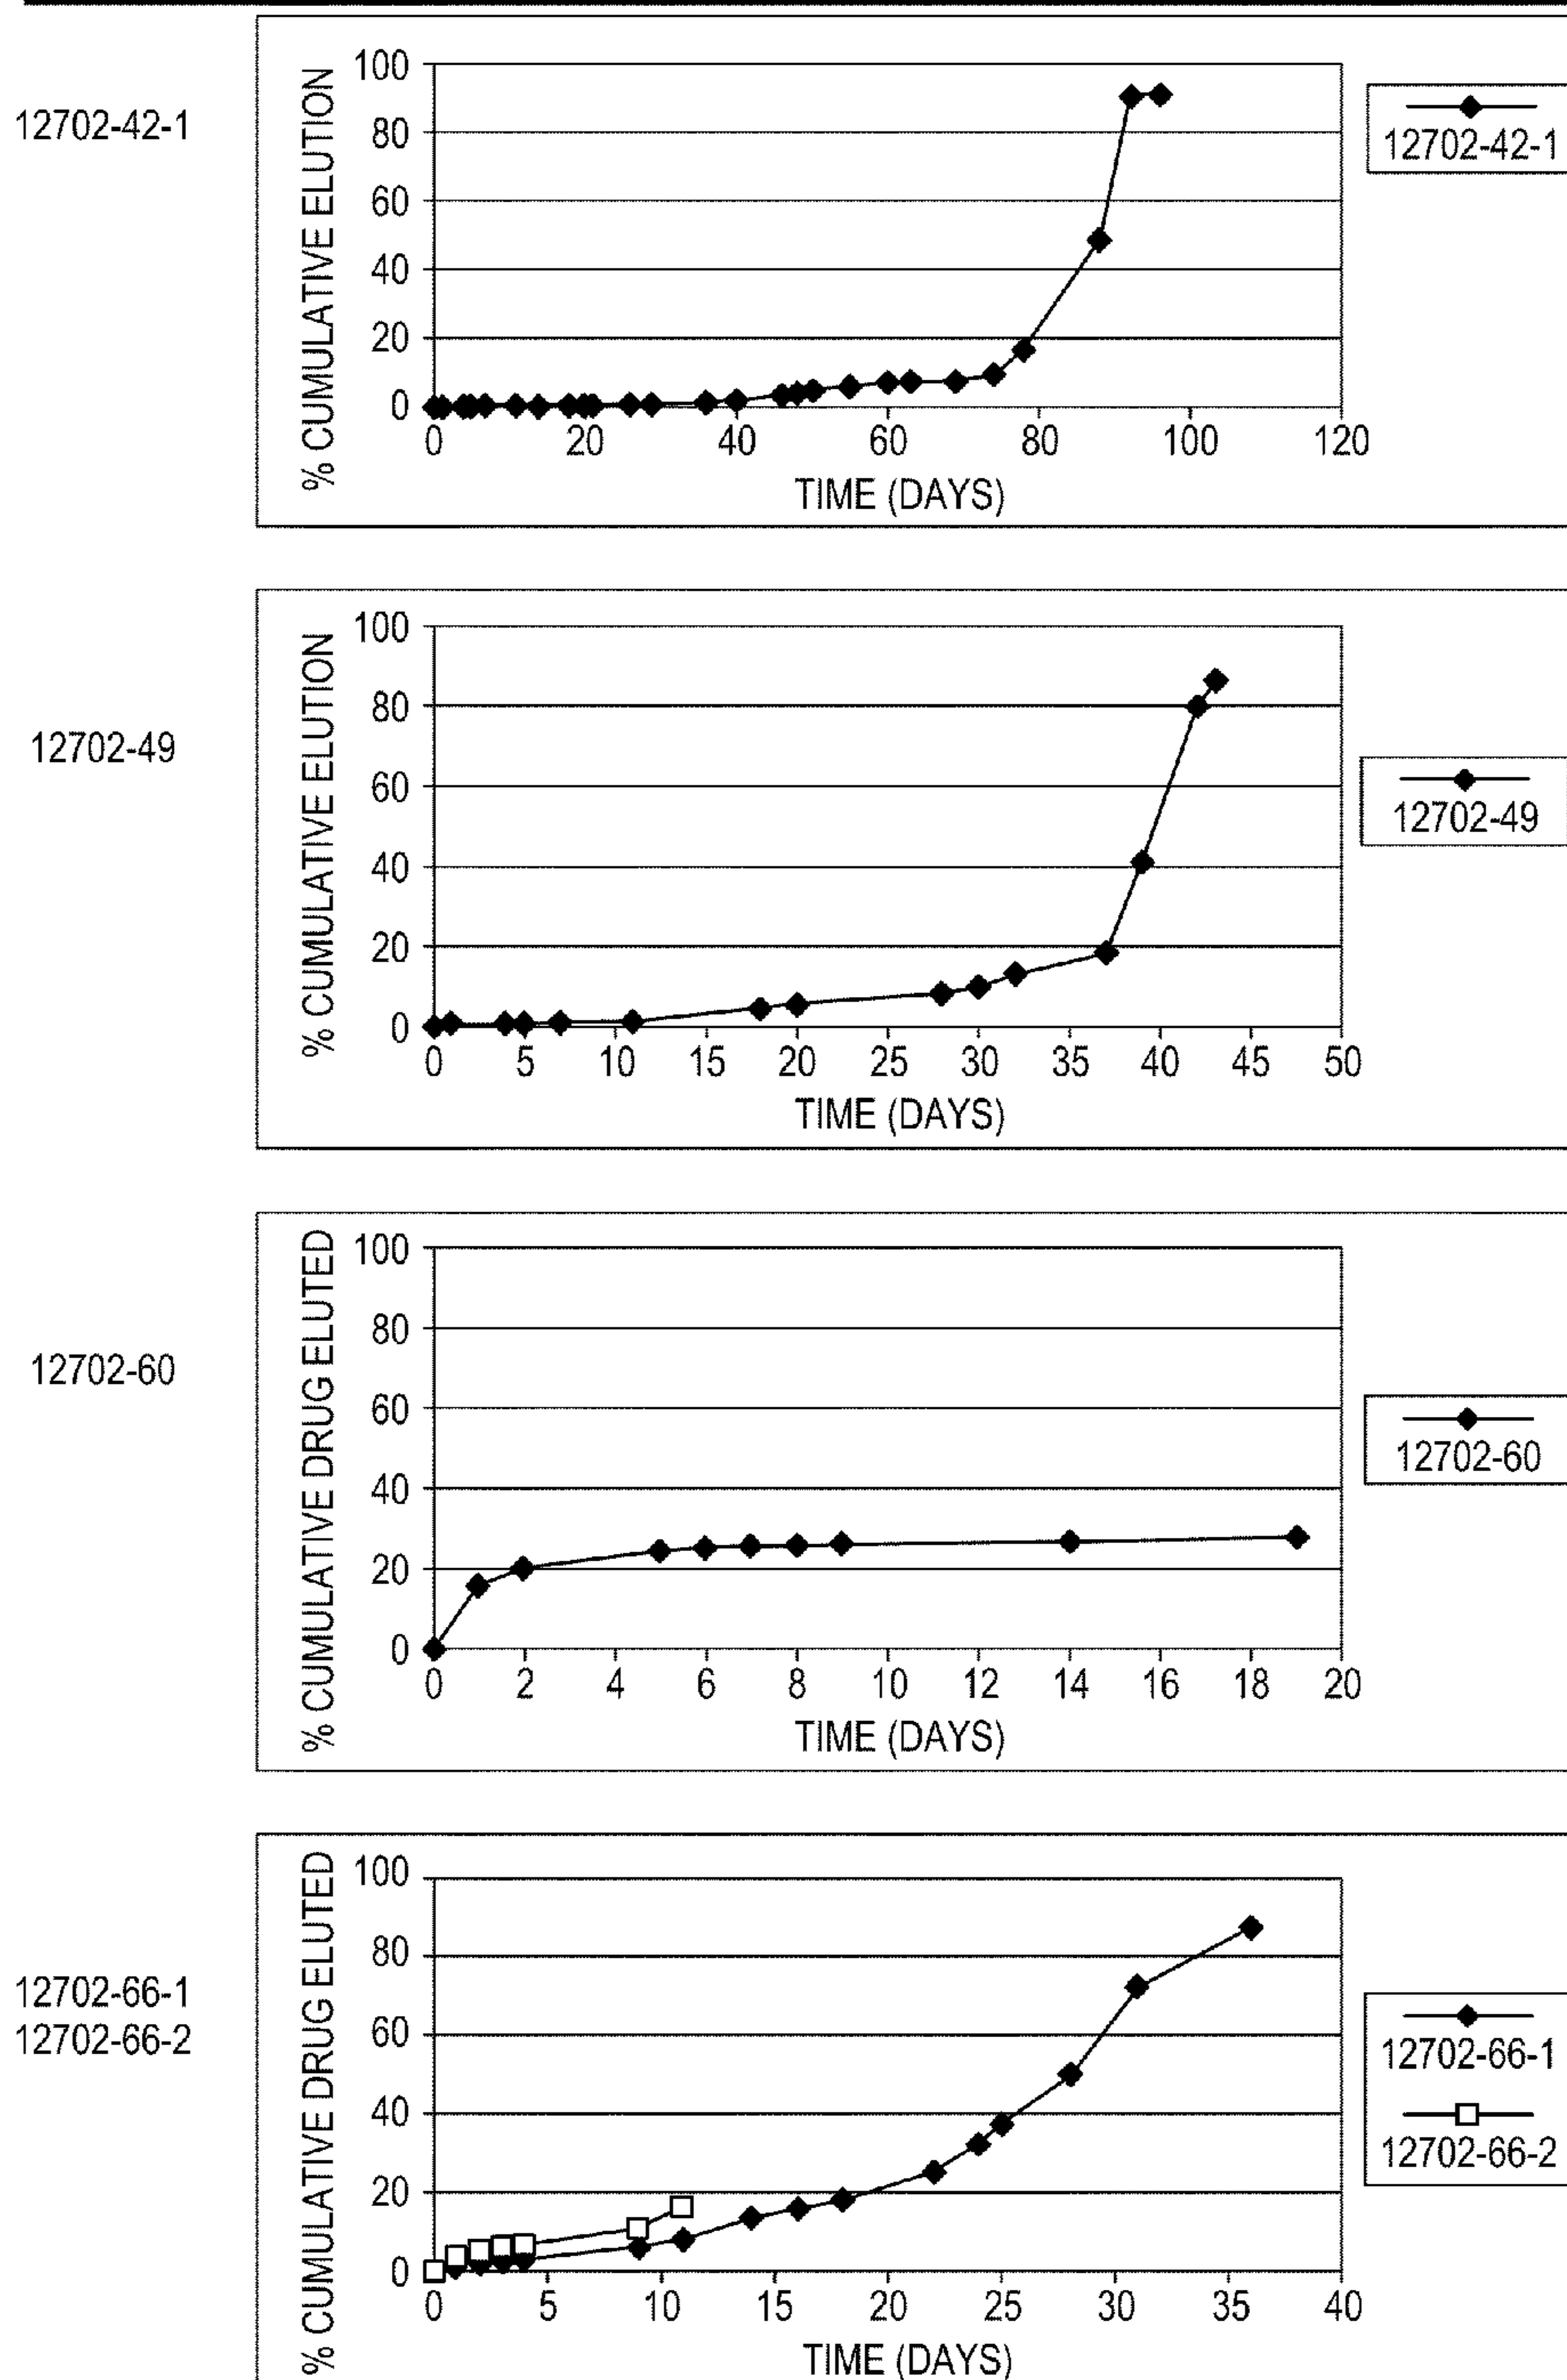 12702-42-1
% CUMULATIVE ELUTION
100
80
60
40
20
0
0 20 40 60 80 100 120
TIME (DAYS)
12702-42-1
12702-49
% CUMULATIVE ELUTION
100
80
60
40
20
0
0 5 10 15 20 25 30 35 40 45 50
TIME (DAYS)
12702-49
12702-60
% CUMULATIVE DRUG ELUTED
100
80
60
40
20
0
0 2 4 6 8 10 12 14 16 18 20
TIME (DAYS)
12702-60
12702-66-1
12702-66-2
% CUMULATIVE DRUG ELUTED
100
80
60
40
20
0
0 5 10 15 20 25 30 35 40
TIME (DAYS)
12702-66-1
12702-66-2